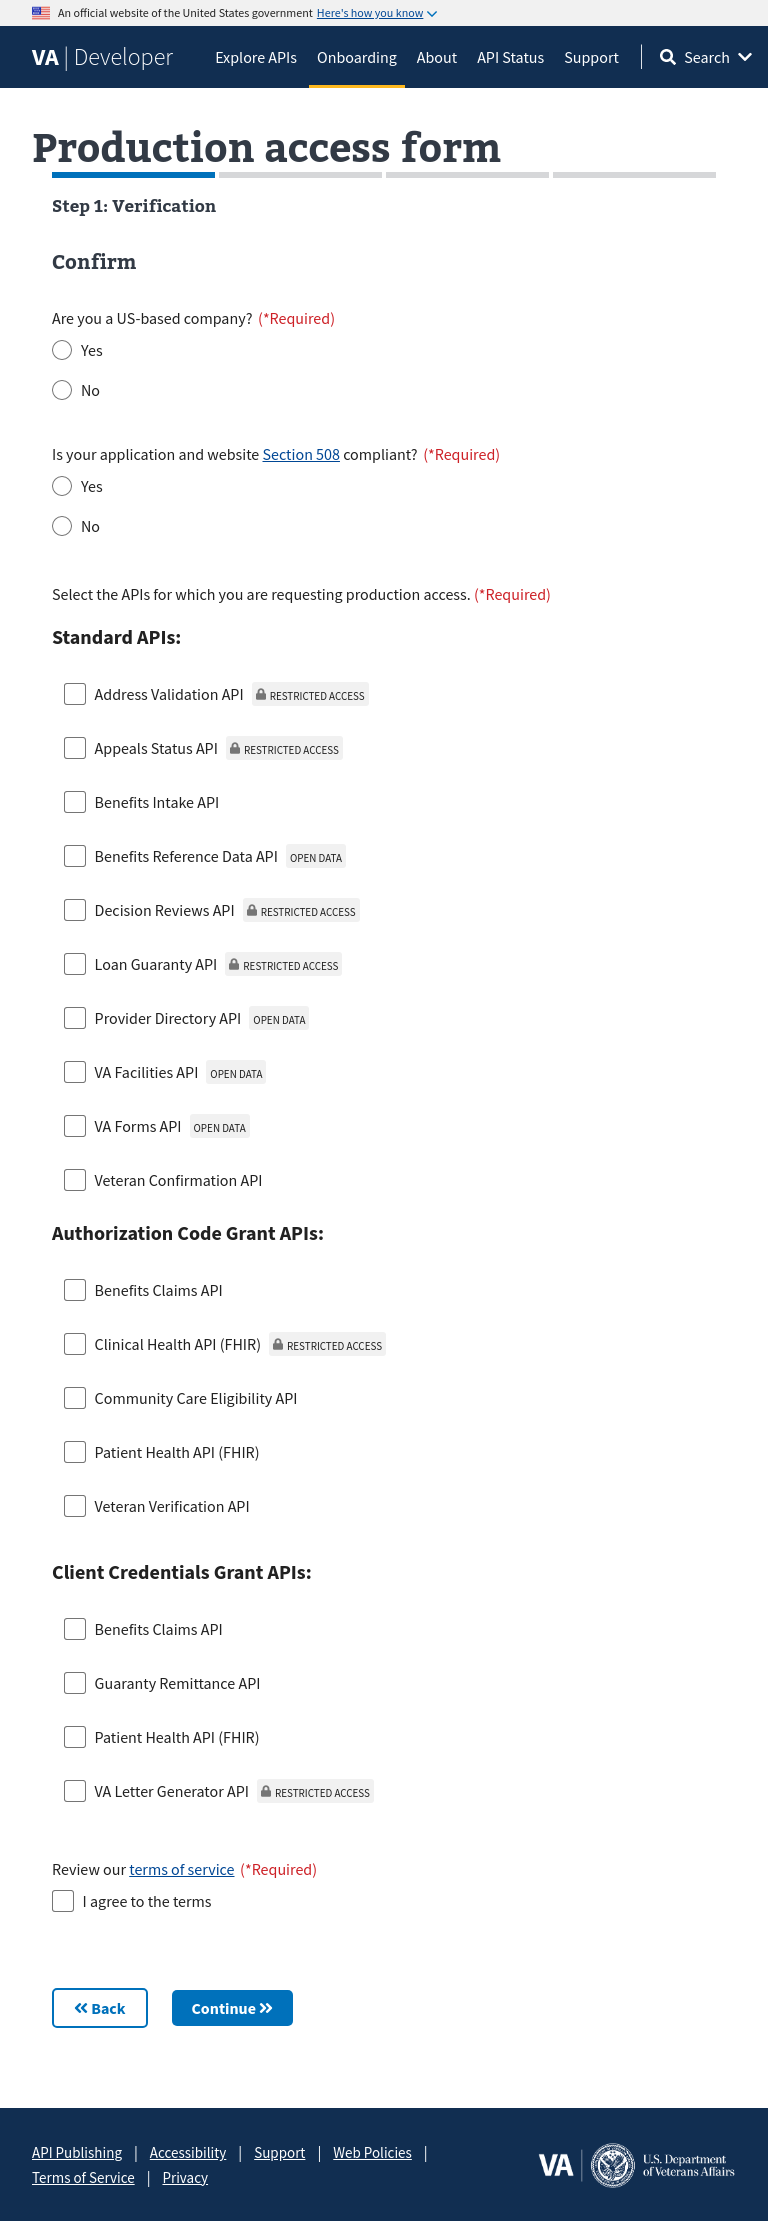 An official website of the United States government Here's how you know
VA | Developer Explore APIs Onboarding About API Status Support Search
Production access form
Step 1: Verification
Confirm
Are you a US-based company? (*Required)
Yes
No
Is your application and website Section 508 compliant? (*Required)
Yes
No
Select the APIs for which you are requesting production access. (*Required)
Standard APIs:
Address Validation API RESTRICTED ACCESS
Appeals Status API RESTRICTED ACCESS
Benefits Intake API
Benefits Reference Data API OPEN DATA
Decision Reviews API RESTRICTED ACCESS
Loan Guaranty API RESTRICTED ACCESS
Provider Directory API OPEN DATA
VA Facilities API OPEN DATA
VA Forms API OPEN DATA
Veteran Confirmation API
Authorization Code Grant APIs:
Benefits Claims API
Clinical Health API (FHIR) RESTRICTED ACCESS
Community Care Eligibility API
Patient Health API (FHIR)
Veteran Verification API
Client Credentials Grant APIs:
Benefits Claims API
Guaranty Remittance API
Patient Health API (FHIR)
VA Letter Generator API RESTRICTED ACCESS
Review our terms of service (*Required)
I agree to the terms
Back Continue
API Publishing | Accessibility | Support | Web Policies |
Terms of Service | Privacy
VA | U.S. Department
of Veterans Affairs